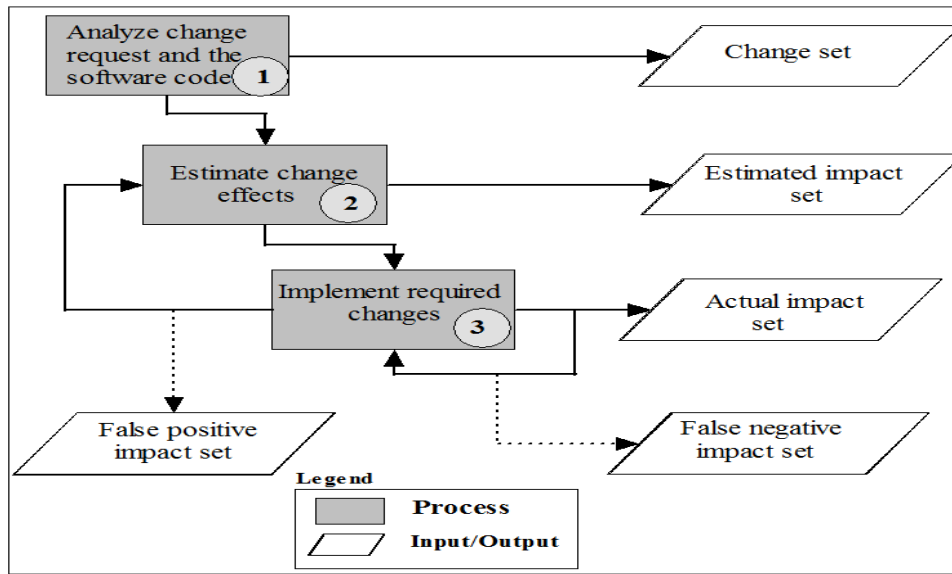 Analyze change
request and the
software code
1
Change set
Estimate change
effects
2
Estimated impact
set
Implement required
changes
3
Actual impact
set
False positive
impact set
False negative
impact set
Legend
Process
Input/Output